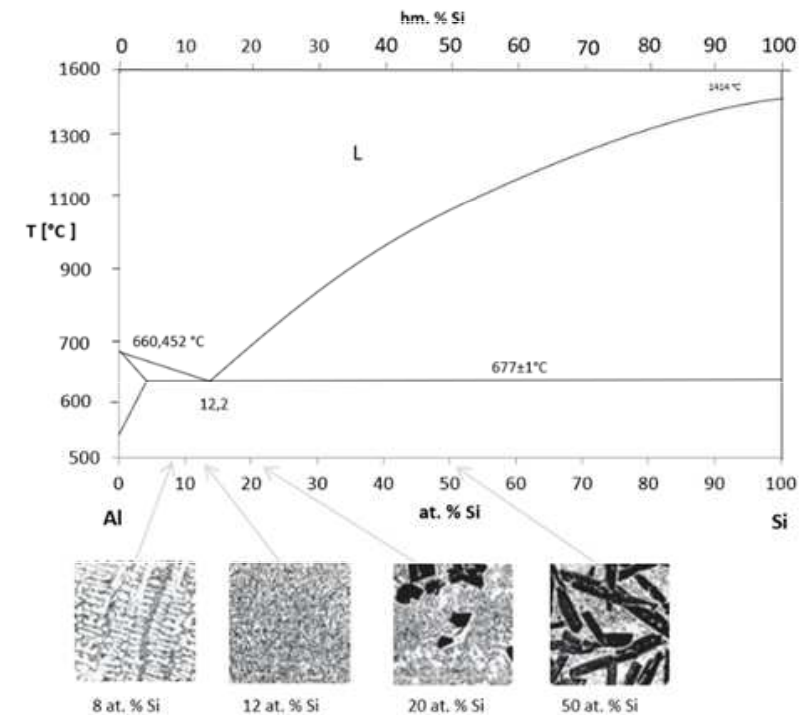 hm. % Si
0 10 20 30 40 50 60 70 80 90 100
1600
1414 °C
1300
L
1100
T [°C ]
900
700
660,452 °C
677±1°C
600
12,2
500
0 10 20 30 40 50 60 70 80 90 100
Al
at. % Si
Si
8 at. % Si
12 at. % Si
20 at. % Si
50 at. % Si